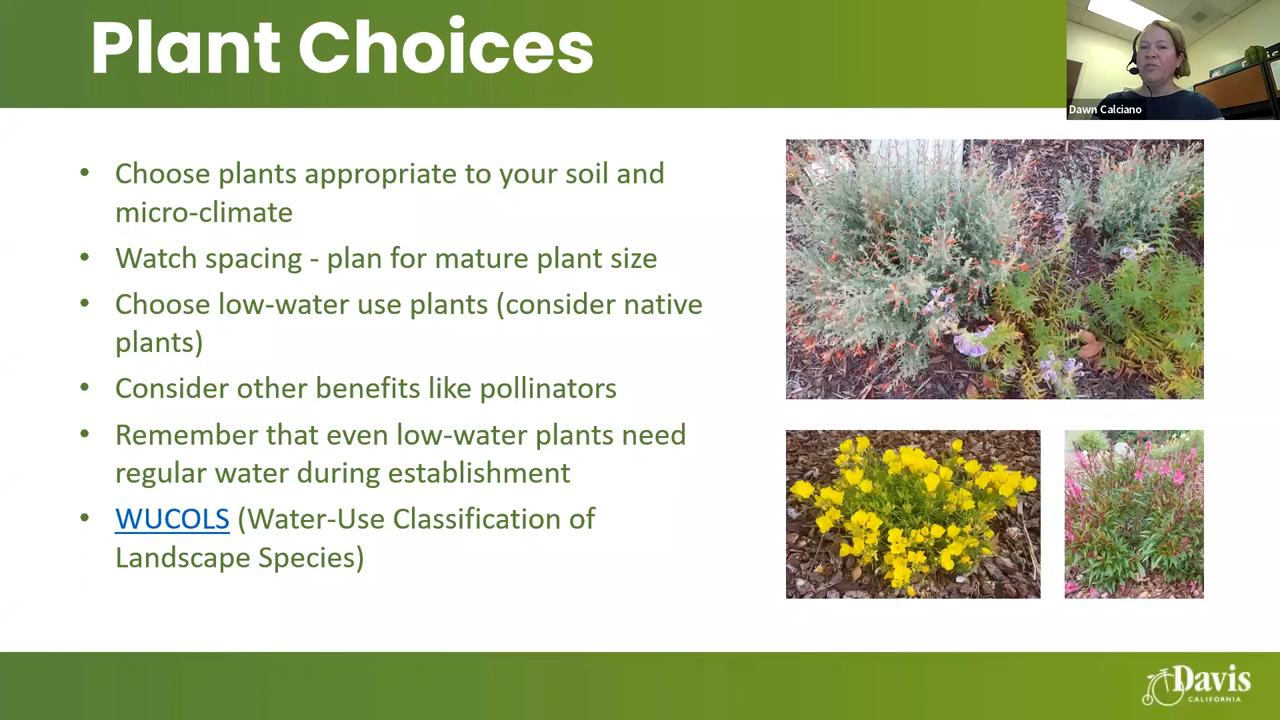 Plant Choices
Dawn Calciano
• Choose plants appropriate to your soil and
micro-climate
• Watch spacing - plan for mature plant size
• Choose low-water use plants (consider native
plants)
• Consider other benefits like pollinators
• Remember that even low-water plants need
regular water during establishment
• WUCOLS (Water-Use Classification of
Landscape Species)
Davis
CALIFORNIA